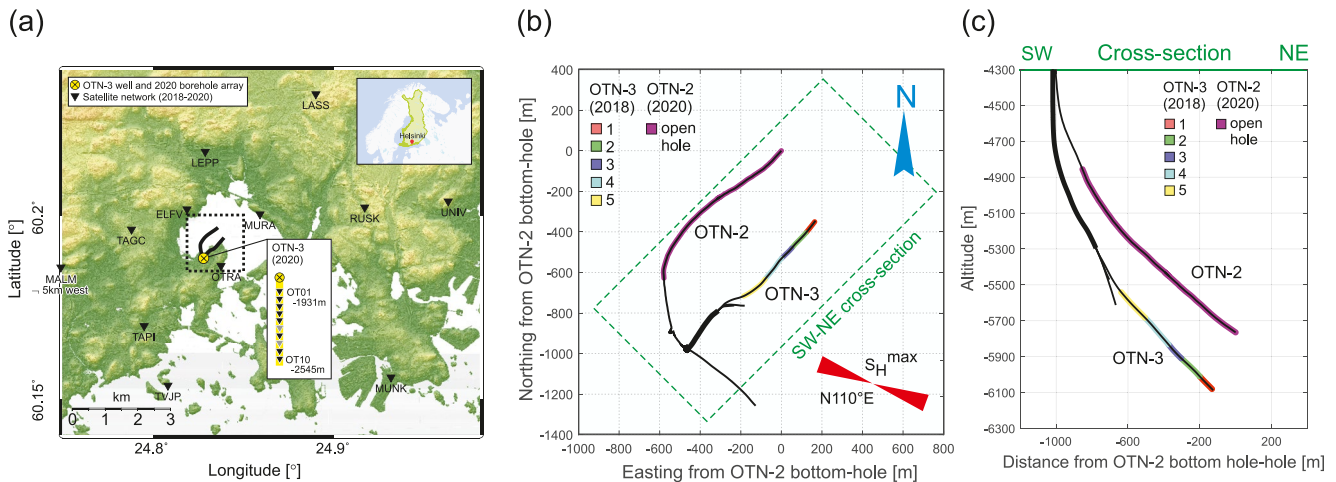 (a)
OTN-3 well and 2020 borehole array
Satellite network (2018-2020)
LASS
Helsinki
LEPP
ELFV
MURA
RUSK
UNIV
TAGC
OTN-3
(2020)
OTRA
MALM
5km west
OT01
-1931m
OT10
-2545m
TAPI
TVJP
MUNK
km
0 1 2 3
60.2
60.15
Latitude [°]
24.8 24.9
Longitude [°]
(b)
400
200
0
-200
-400
-600
-800
-1000
-1200
-1400
Northing from OTN-2 bottom-hole [m]
OTN-3 OTN-2
(2018) (2020)
1 open
2 hole
3
4
5
N
OTN-2
OTN-3
SW-NE cross-section
SHmax
N110°E
-1000 -800 -600 -400 -200 0 200 400 600 800
Easting from OTN-2 bottom-hole [m]
(c)
SW Cross-section NE
-4300
-4500
-4700
-4900
-5100
-5300
-5500
-5700
-5900
-6100
-6300
Altitude [m]
OTN-3 OTN-2
(2018) (2020)
1 open
2 hole
3
4
5
OTN-2
OTN-3
-1000 -600 -200 200
Distance from OTN-2 bottom hole-hole [m]